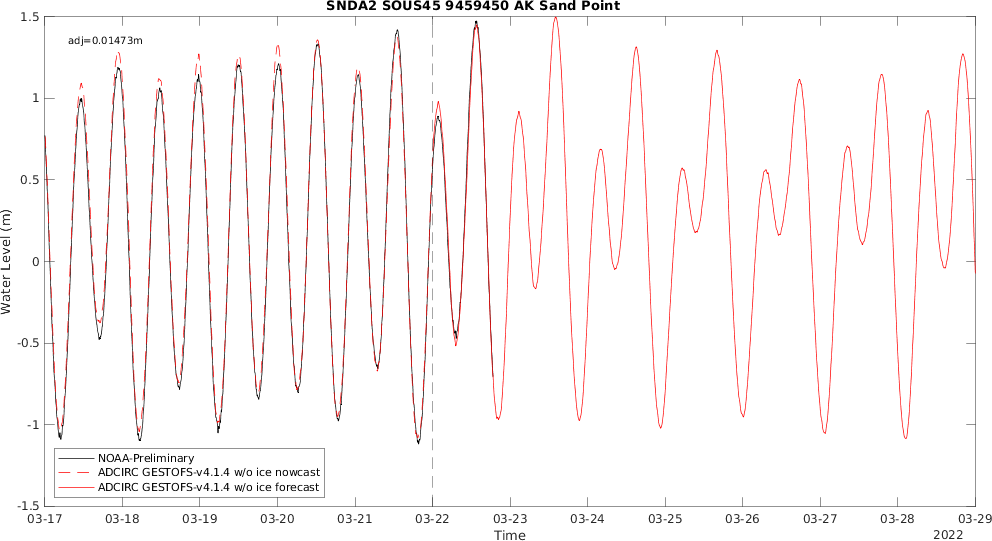 SNDA2 SOUS45 9459450 AK Sand Point
adj=0.01473m
1.5
1
0.5
0
-0.5
-1
-1.5
Water Level (m)
NOAA-Preliminary
ADCIRC GESTOFS-v4.1.4 w/o ice nowcast
ADCIRC GESTOFS-v4.1.4 w/o ice forecast
03-17 03-18 03-19 03-20 03-21 03-22 03-23 03-24 03-25 03-26 03-27 03-28 03-29
Time
2022